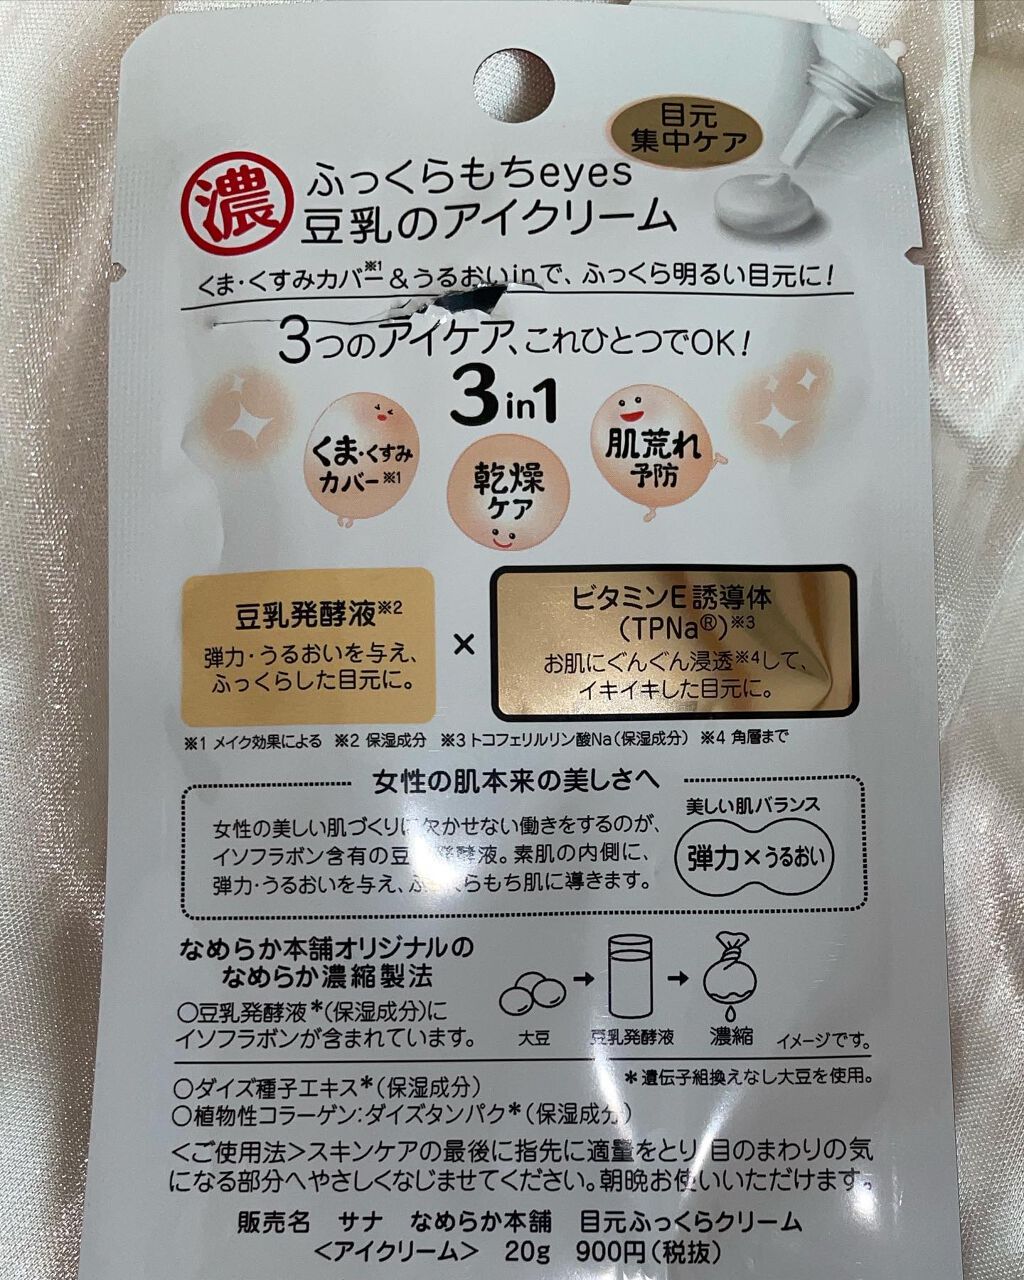 目元
集中ケア
濃
ふっくらもちeyes
豆乳のアイクリーム
くま・くすみカバー※1&うるおいinで、ふっくら明るい目元に!
3つのアイケア、これひとつでOK!
3in1
くま・くすみ
カバー※1
乾燥
ケア
肌荒れ
予防
豆乳発酵液※2
弾力・うるおいを与え、
ふっくらした目元に。
×
ビタミンE誘導体
(TPNa®)※3
お肌にぐんぐん浸透※4して、
イキイキした目元に。
※1 メイク効果による ※2 保湿成分 ※3 トコフェリルリン酸Na(保湿成分) ※4 角層まで
女性の肌本来の美しさへ
女性の美しい肌づくりに欠かせない働きをするのが、
イソフラボン含有の豆乳発酵液。素肌の内側に、
弾力・うるおいを与え、ふっくらもち肌に導きます。
美しい肌バランス
弾力×うるおい
なめらか本舗オリジナルの
なめらか濃縮製法
○豆乳発酵液*(保湿成分)に
イソフラボンが含まれています。
大豆 豆乳発酵液 濃縮 イメージです。
*遺伝子組換えなし大豆を使用。
○ダイズ種子エキス*(保湿成分)
○植物性コラーゲン:ダイズタンパク*(保湿成分)
<ご使用法>スキンケアの最後に指先に適量をとり、目のまわりの気
になる部分へやさしくなじませてください。朝晩お使いいただけます。
販売名 サナ なめらか本舗 目元ふっくらクリーム
<アイクリーム> 20g 900円(税抜)